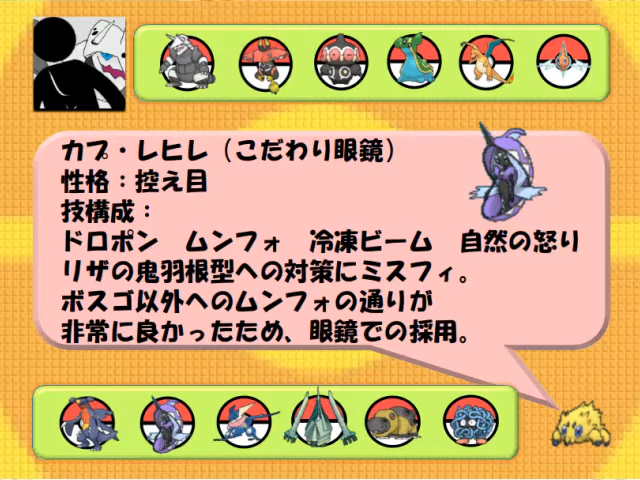 カプ・レヒレ（こだわり眼鏡）
性格：控え目
技構成：
ドロポン　ムンフォ　冷凍ビーム　自然の怒り
リザの鬼羽根型への対策にミスフィ。
ボスゴ以外へのムンフォの通りが
非常に良かったため、眼鏡での採用。